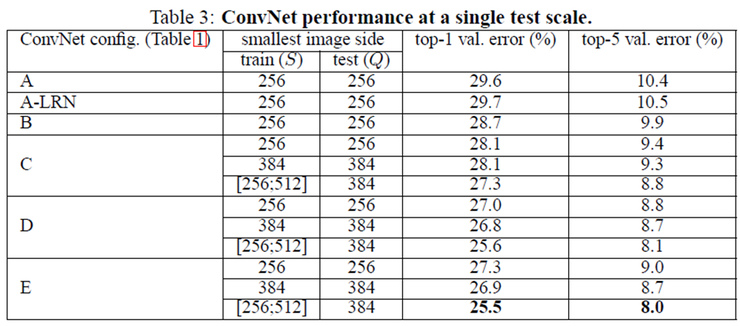 Table 3: ConvNet performance at a single test scale.
ConvNet config. (Table 1) smallest image side top-1 val. error (%) top-5 val. error (%)
train (S) test (Q)
A 256 256 29.6 10.4
A-LRN 256 256 29.7 10.5
B 256 256 28.7 9.9
C 256 256 28.1 9.4
384 384 28.1 9.3
[256;512] 384 27.3 8.8
D 256 256 27.0 8.8
384 384 26.8 8.7
[256;512] 384 25.6 8.1
E 256 256 27.3 9.0
384 384 26.9 8.7
[256;512] 384 25.5 8.0